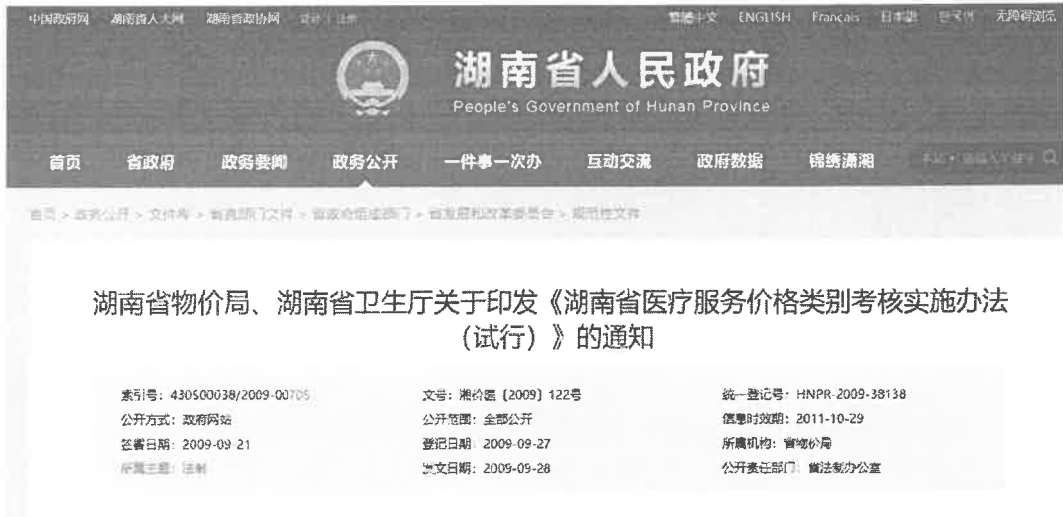 中国政府网 湖南省人大网 湖南省政协网 登录 | 注册 繁體中文 ENGLISH Français 日本語 한국어 无障碍浏览
湖南省人民政府
People's Government of Hunan Province
首页 省政府 政务要闻 政务公开 一件事一次办 互动交流 政府数据 锦绣潇湘
首页 > 政务公开 > 文件库 > 省直部门文件 > 省政府组成部门 > 省发展和改革委员会 > 规范性文件
湖南省物价局、湖南省卫生厅关于印发《湖南省医疗服务价格类别考核实施办法
（试行）》的通知
索引号：430S00038/2009-00705 文号：湘价医〔2009〕122号 统一登记号：HNPR-2009-38138
公开方式：政府网站 公开范围：全部公开 信息时效期：2011-10-29
签署日期：2009-09-21 登记日期：2009-09-27 所属机构：省物价局
所属主题：法制 发文日期：2009-09-28 公开责任部门：省法制办公室